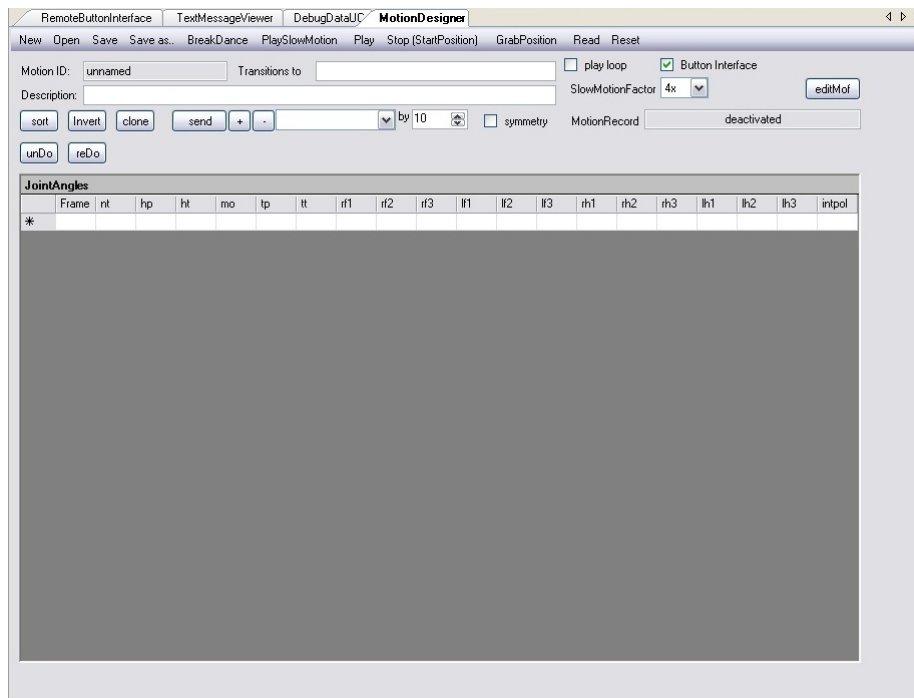 RemoteButtonInterface TextMessageViewer DebugDataUC MotionDesigner
New Open Save Save as.. BreakDance PlaySlowMotion Play Stop (StartPosition) GrabPosition Read Reset
Motion ID: unnamed Transitions to play loop Button Interface
Description: SlowMotionFactor 4x editMof
sort Invert clone send + - by 10 symmetry MotionRecord deactivated
unDo reDo
JointAngles
Frame nt hp ht mo tp tt rf1 rf2 rf3 lf1 lf2 lf3 rh1 rh2 rh3 lh1 lh2 lh3 intpol
*